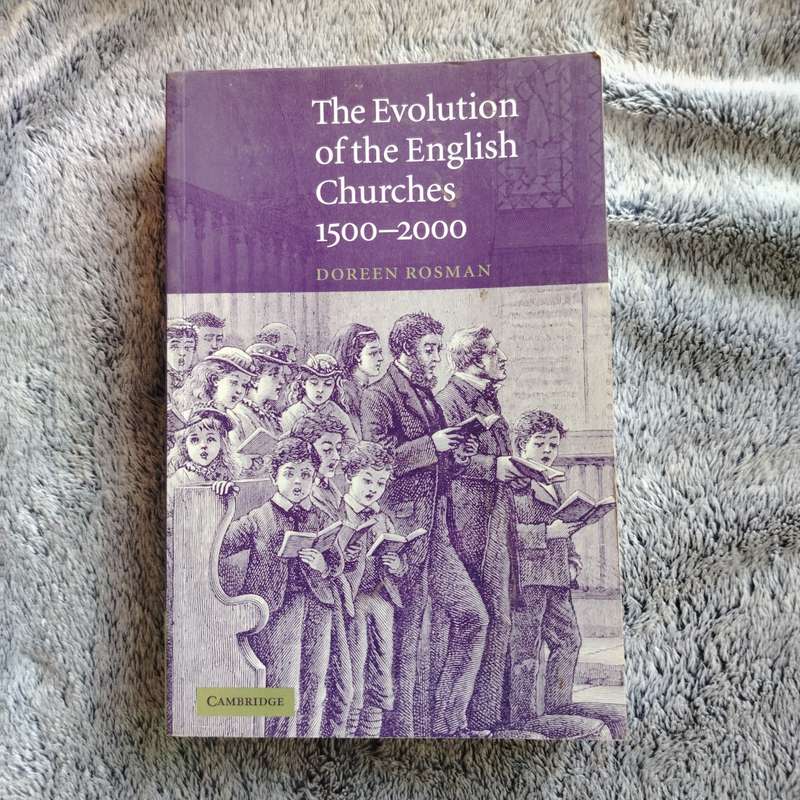 The Evolution
of the English
Churches
1500–2000
DOREEN ROSMAN
CAMBRIDGE